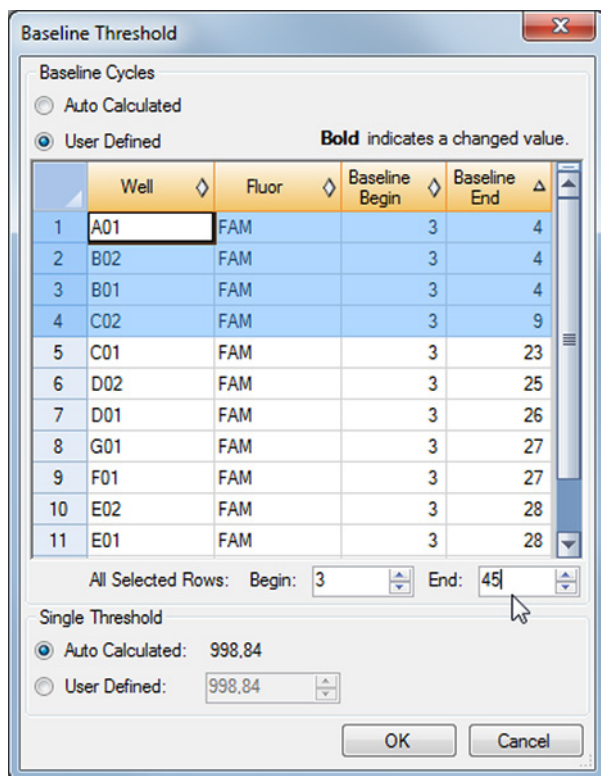 Baseline Threshold
Baseline Cycles
Auto Calculated
User Defined Bold indicates a changed value.
Well Fluor Baseline Begin Baseline End
1 A01 FAM 3 4
2 B02 FAM 3 4
3 B01 FAM 3 4
4 C02 FAM 3 9
5 C01 FAM 3 23
6 D02 FAM 3 25
7 D01 FAM 3 26
8 G01 FAM 3 27
9 F01 FAM 3 27
10 E02 FAM 3 28
11 E01 FAM 3 28
All Selected Rows: Begin: 3 End: 45
Single Threshold
Auto Calculated: 998,84
User Defined: 998,84
OK Cancel